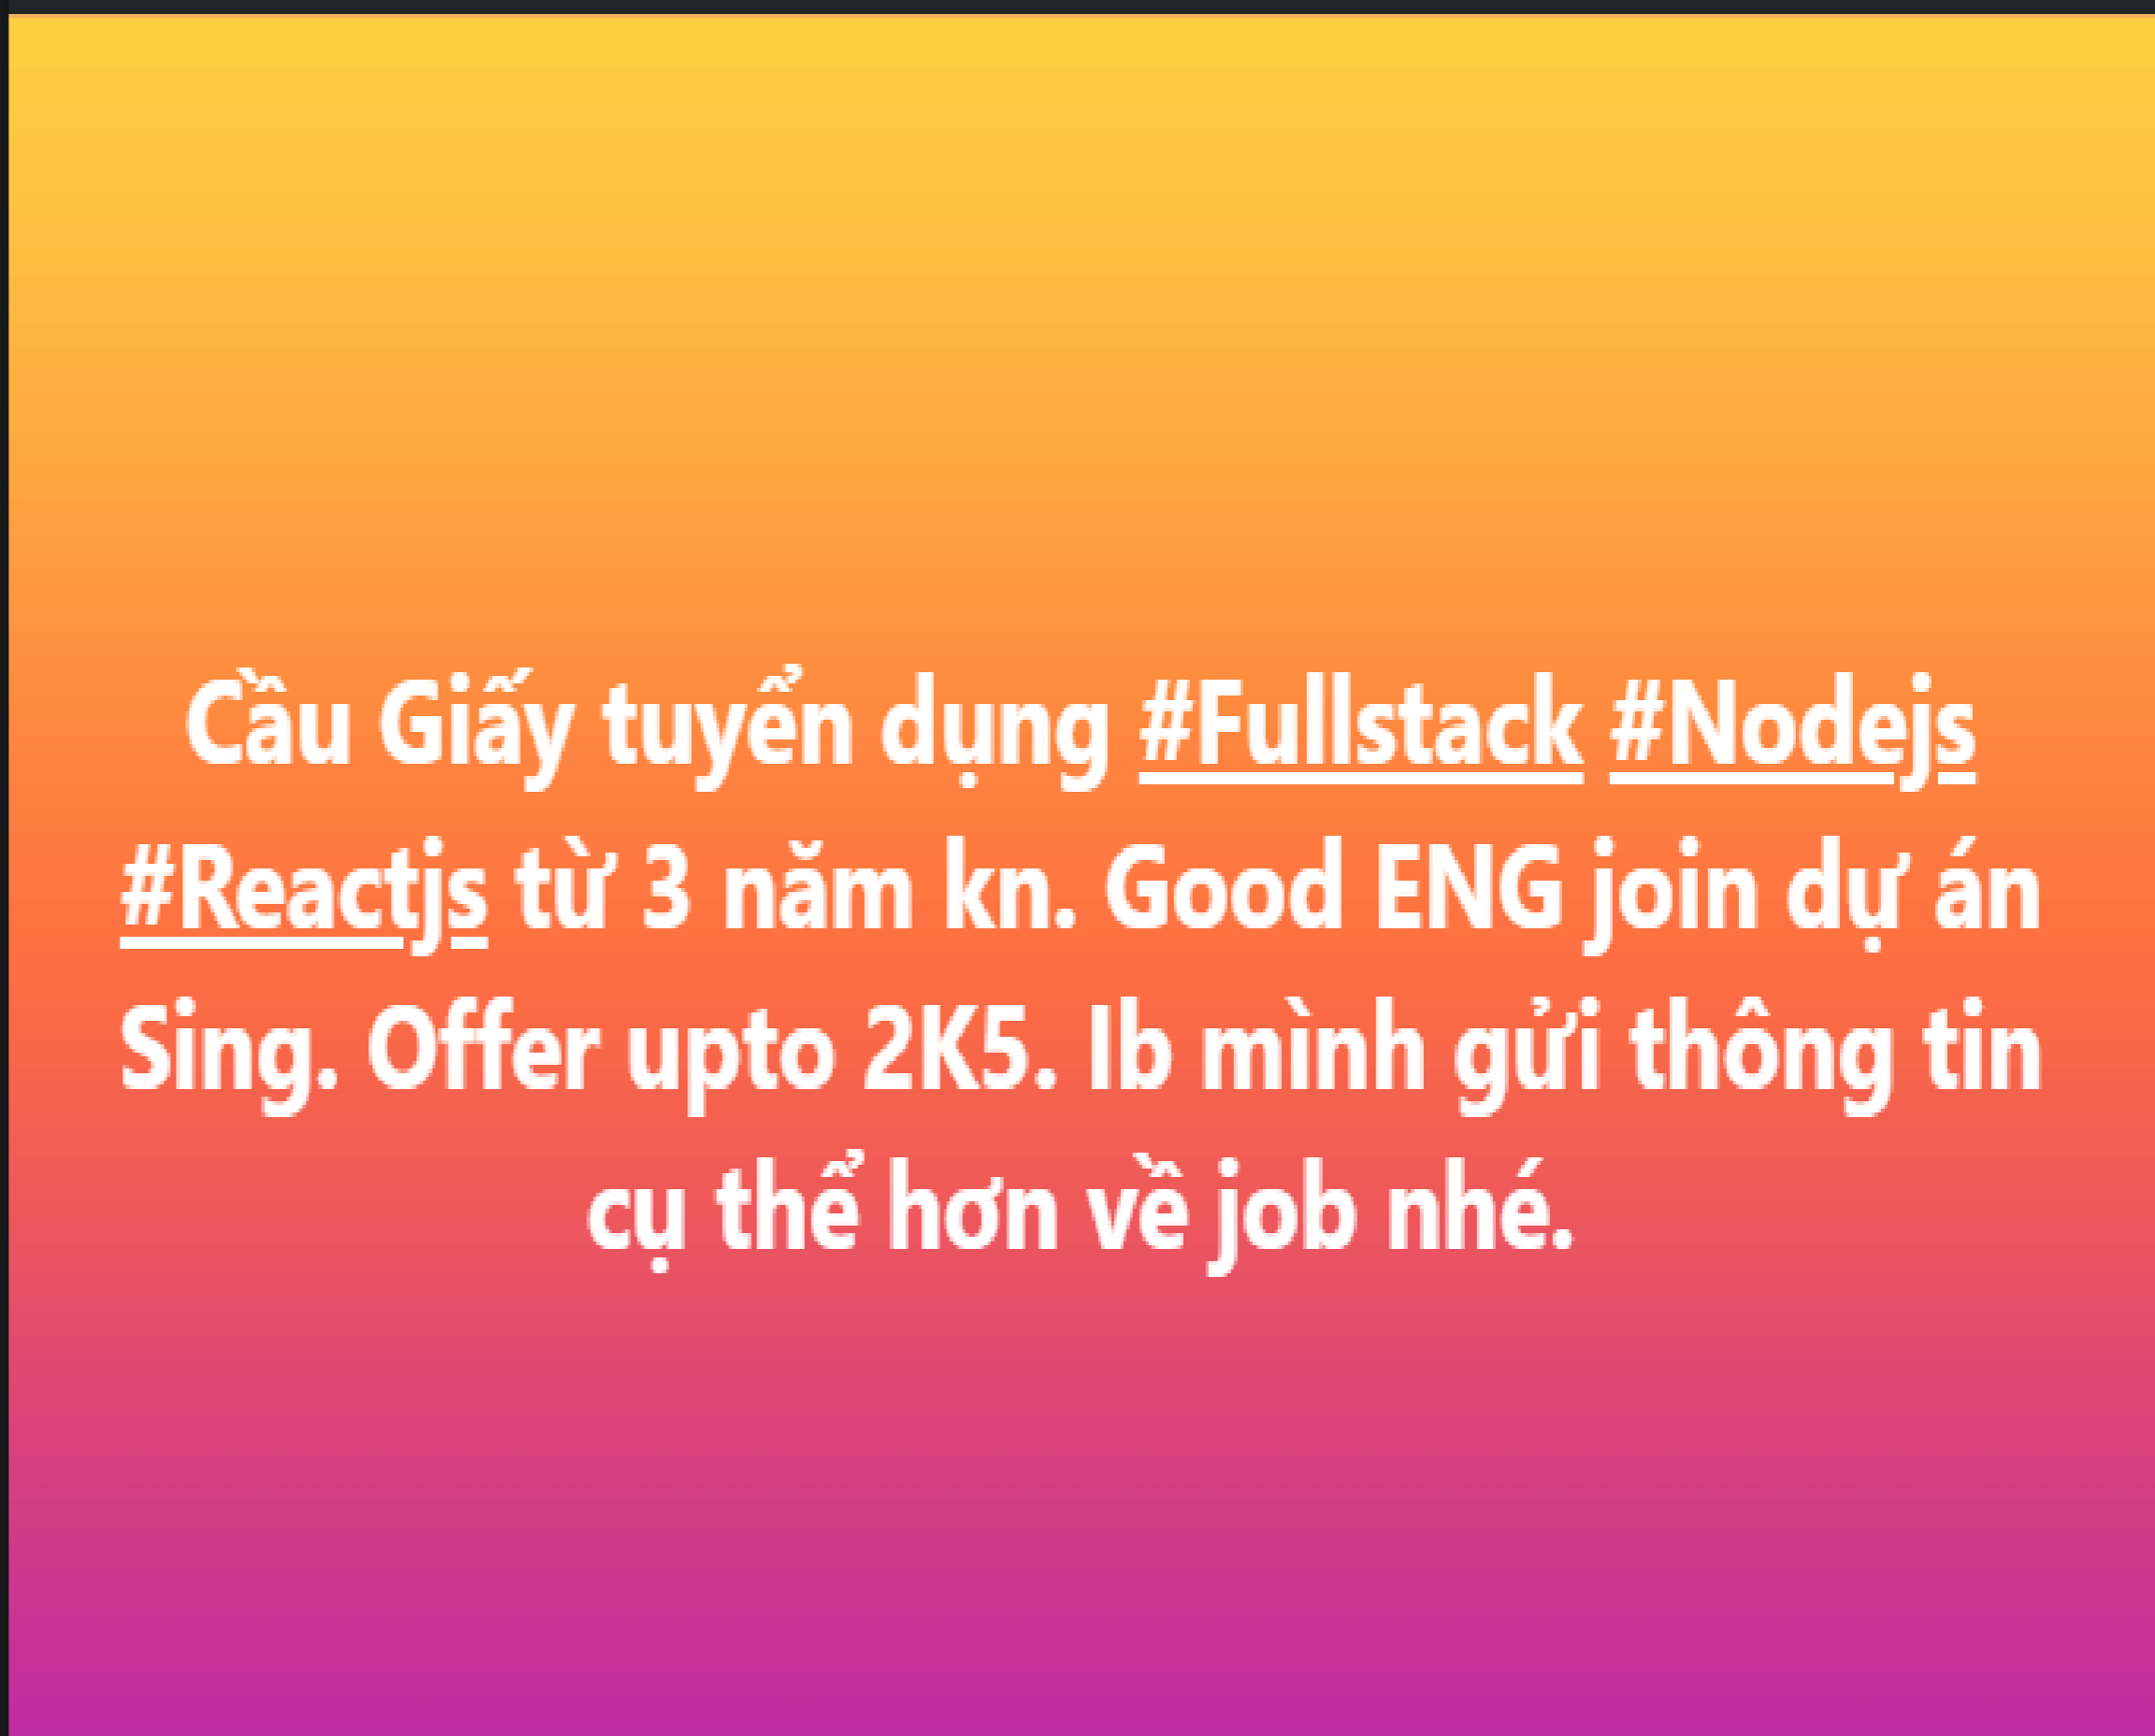 Cầu Giấy tuyển dụng #Fullstack #Nodejs
#Reactjs từ 3 năm kn. Good ENG join dự án
Sing. Offer upto 2K5. Ib mình gửi thông tin
cụ thể hơn về job nhé.